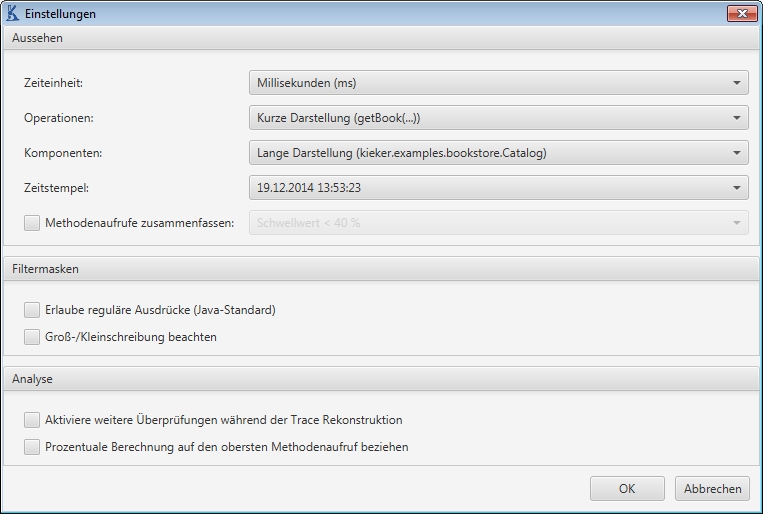 Einstellungen
Aussehen
Zeiteinheit: Millisekunden (ms)
Operationen: Kurze Darstellung (getBook(...))
Komponenten: Lange Darstellung (kieker.examples.bookstore.Catalog)
Zeitstempel: 19.12.2014 13:53:23
Methodenaufrufe zusammenfassen: Schwellwert < 40 %
Filtermasken
Erlaube reguläre Ausdrücke (Java-Standard)
Groß-/Kleinschreibung beachten
Analyse
Aktiviere weitere Überprüfungen während der Trace Rekonstruktion
Prozentuale Berechnung auf den obersten Methodenaufruf beziehen
OK Abbrechen